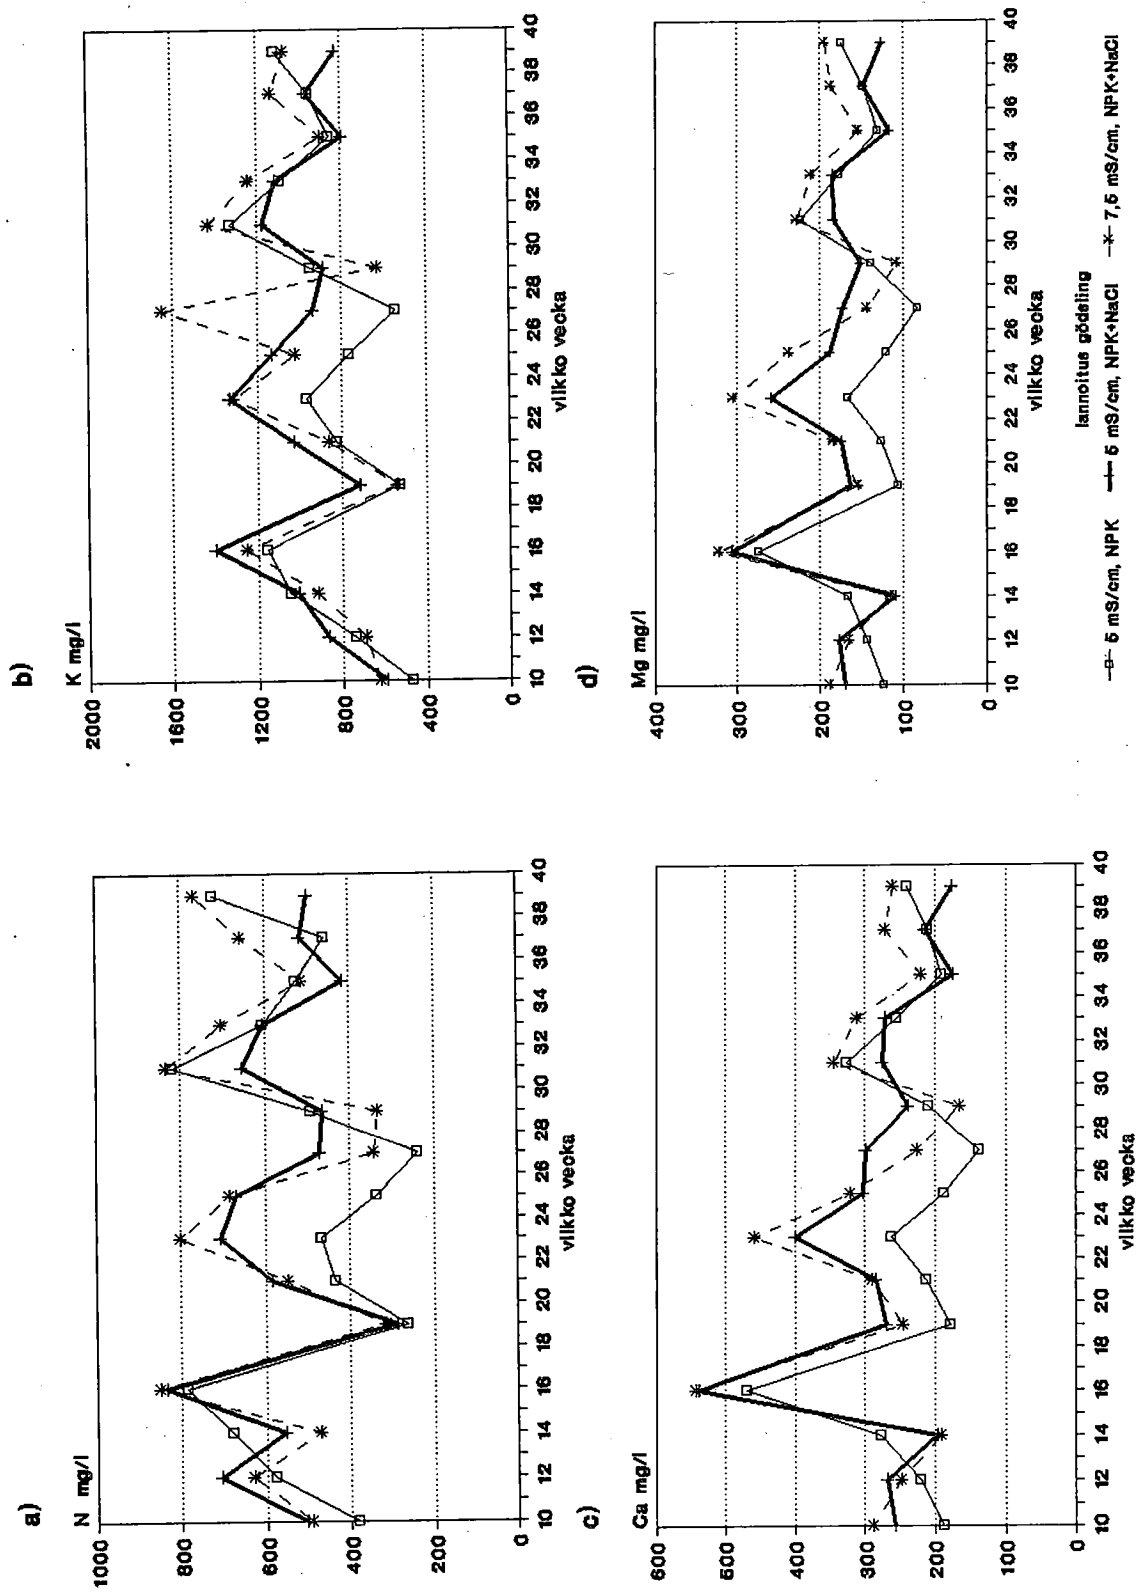 a)
N mg/l
1000
800
600
400
200
0
10 12 14 16 18 20 22 24 26 28 30 32 34 36 38 40
viikko vecka
b)
K mg/l
2000
1600
1200
800
400
0
10 12 14 16 18 20 22 24 26 28 30 32 34 36 38 40
viikko vecka
c)
Ca mg/l
600
500
400
300
200
100
0
10 12 14 16 18 20 22 24 26 28 30 32 34 36 38 40
viikko vecka
d)
Mg mg/l
400
300
200
100
0
10 12 14 16 18 20 22 24 26 28 30 32 34 36 38 40
viikko vecka
lannoitus gödsling
5 mS/cm, NPK 5 mS/cm, NPK+NaCl 7,5 mS/cm, NPK+NaCl